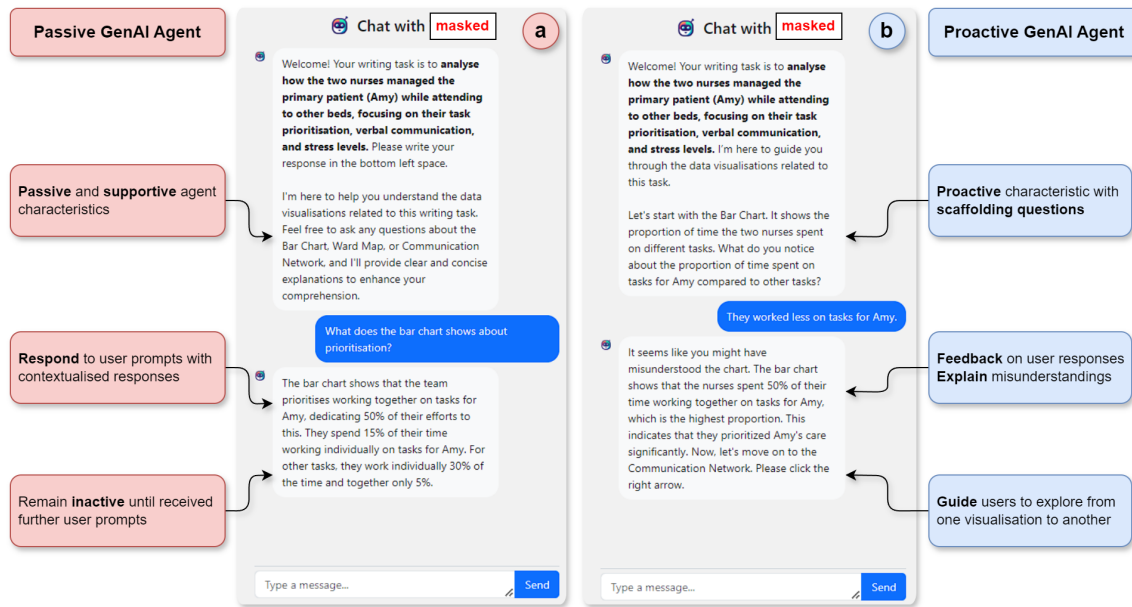 Passive GenAI Agent
Passive and supportive agent
characteristics
Respond to user prompts with
contextualised responses
Remain inactive until received
further user prompts
Chat with masked
a
Welcome! Your writing task is to analyse
how the two nurses managed the
primary patient (Amy) while attending
to other beds, focusing on their task
prioritisation, verbal communication,
and stress levels. Please write your
response in the bottom left space.
I'm here to help you understand the data
visualisations related to this writing task.
Feel free to ask any questions about the
Bar Chart, Ward Map, or Communication
Network, and I'll provide clear and concise
explanations to enhance your
comprehension.
What does the bar chart shows about
prioritisation?
The bar chart shows that the team
prioritises working together on tasks for
Amy, dedicating 50% of their efforts to
this. They spend 15% of their time
working individually on tasks for Amy. For
other tasks, they work individually 30% of
the time and together only 5%.
Type a message...
Send
Chat with masked
b
Welcome! Your writing task is to analyse
how the two nurses managed the
primary patient (Amy) while attending
to other beds, focusing on their task
prioritisation, verbal communication,
and stress levels. I'm here to guide you
through the data visualisations related to
this task.
Let's start with the Bar Chart. It shows the
proportion of time the two nurses spent
on different tasks. What do you notice
about the proportion of time spent on
tasks for Amy compared to other tasks?
They worked less on tasks for Amy.
It seems like you might have
misunderstood the chart. The bar chart
shows that the nurses spent 50% of their
time working together on tasks for Amy,
which is the highest proportion. This
indicates that they prioritized Amy's care
significantly. Now, let's move on to the
Communication Network. Please click the
right arrow.
Type a message...
Send
Proactive GenAI Agent
Proactive characteristic with
scaffolding questions
Feedback on user responses
Explain misunderstandings
Guide users to explore from
one visualisation to another